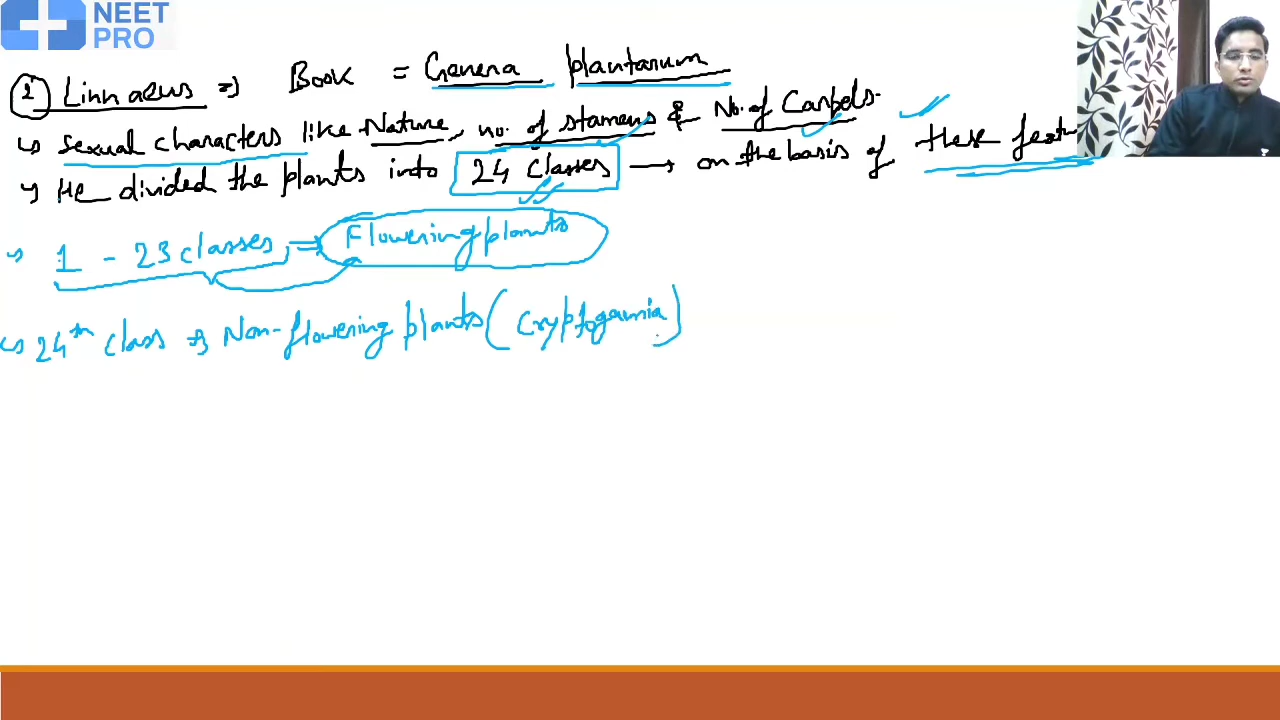 NEET
PRO
2 Linnaeus ⇒ Book = Genera plantarum
↳ sexual characters like Nature, no. of stamens & No. of Carpels.
↳ He divided the plants into 24 classes → on the basis of these featu
↳ 1 - 23 classes ⇒ Flowering plants
↳ 24th class ⇒ Non-flowering plants (Cryptogamia)